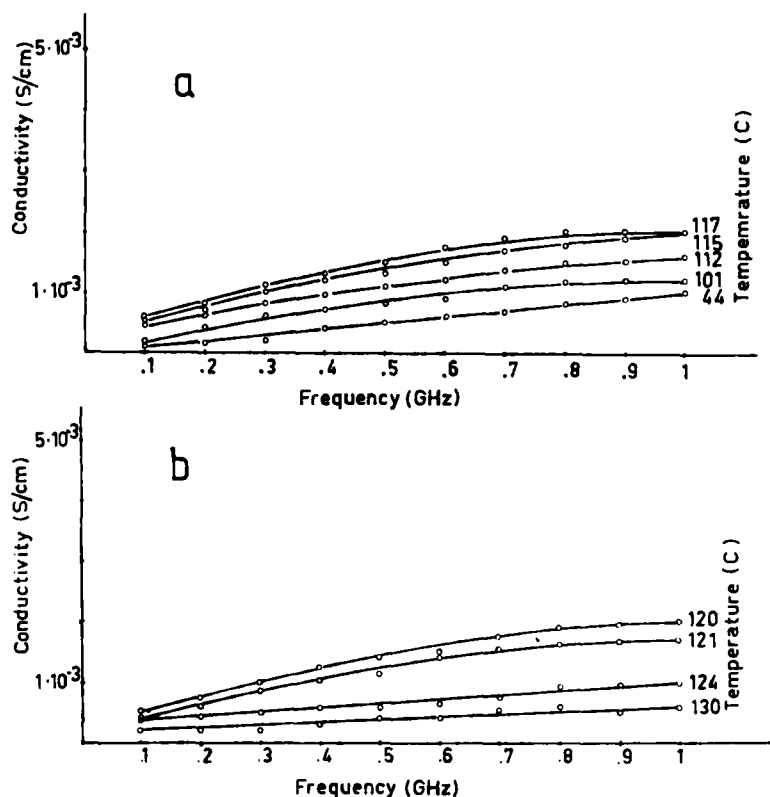 5·10⁻³
a
Conductivity (S/cm)
1·10⁻³
117
115
112
101
44
Tempemrature (C)
.1 .2 .3 .4 .5 .6 .7 .8 .9 1
Frequency (GHz)
5·10⁻³
b
Conductivity (S/cm)
1·10⁻³
120
121
124
130
Temperature (C)
.1 .2 .3 .4 .5 .6 .7 .8 .9 1
Frequency (GHz)